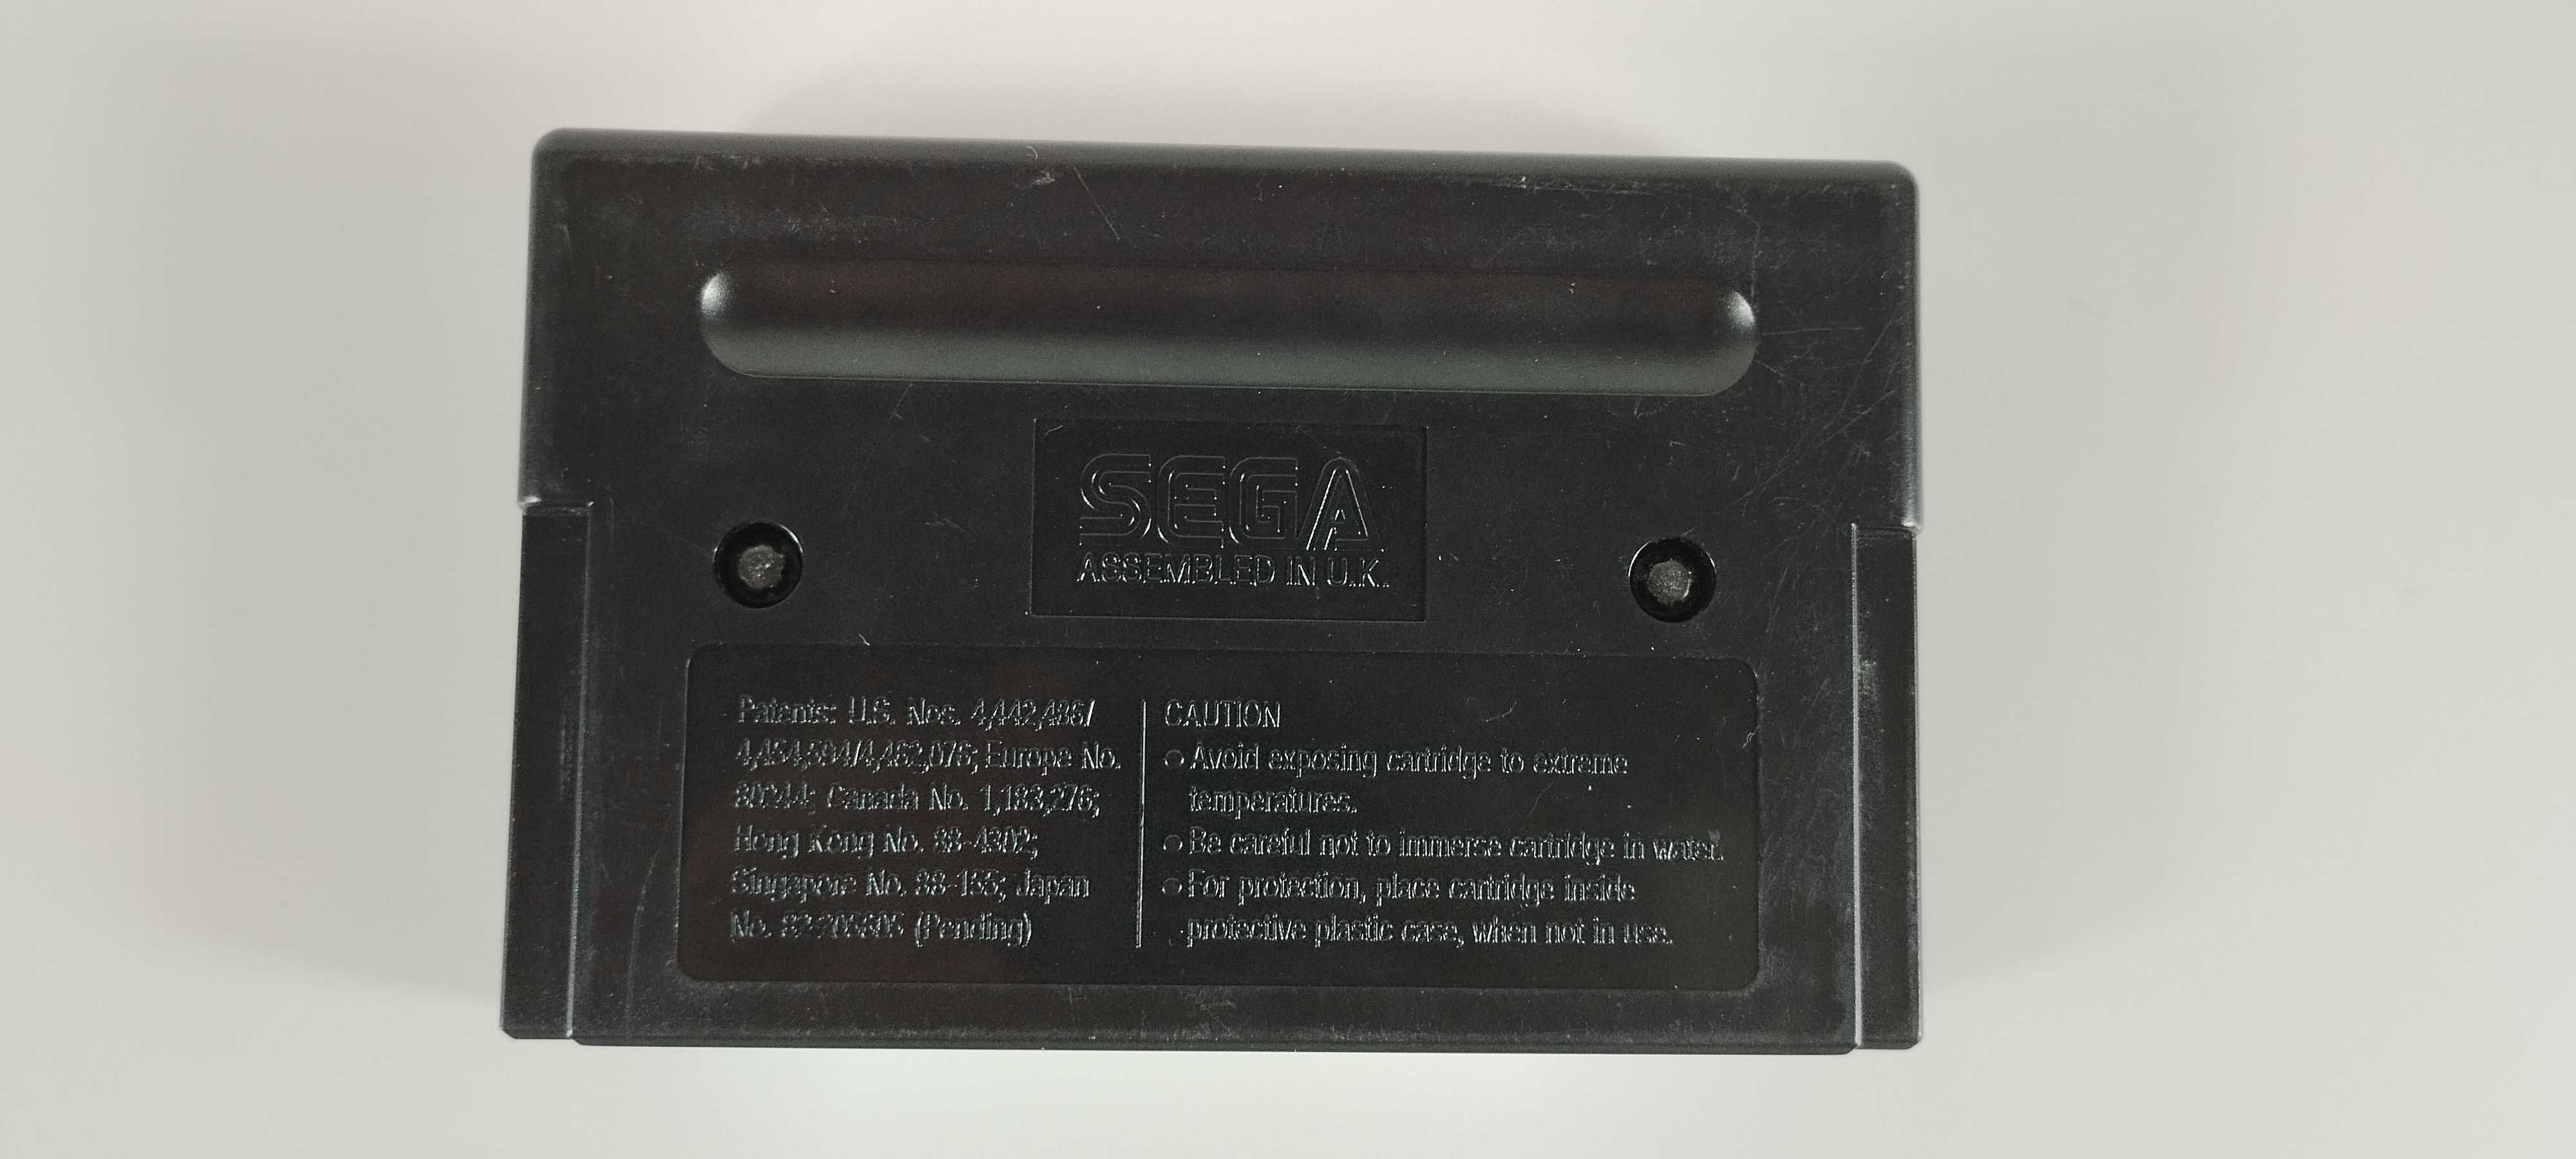 SEGA
ASSEMBLED IN U.K.
Patents: U.S. Nos. 4,442,486/
4,454,594/4,462,076; Europe No.
80244; Canada No. 1,183,276;
Hong Kong No. 88-4302;
Singapore No. 88-155; Japan
No. 82-205605 (Pending)
CAUTION
● Avoid exposing cartridge to extreme
temperatures.
● Be careful not to immerse cartridge in water.
● For protection, place cartridge inside
protective plastic case, when not in use.